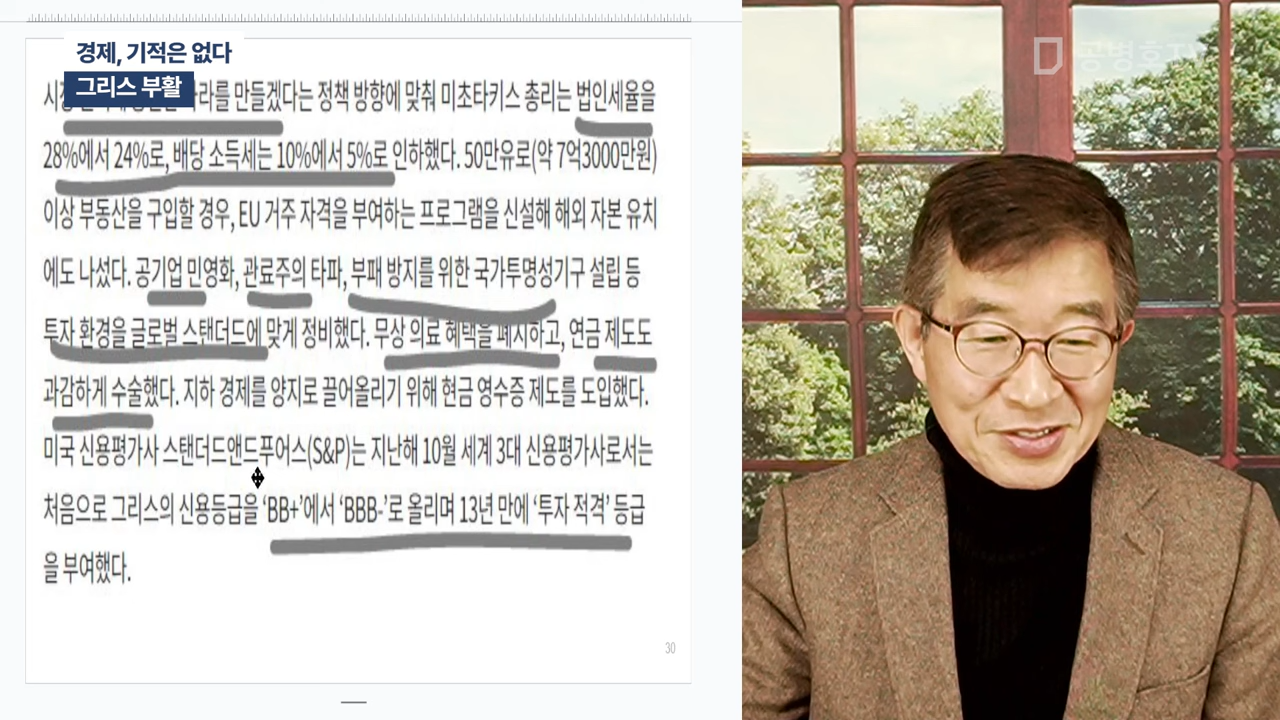 경제, 기적은 없다
그리스 부활
만들겠다는 정책 방향에 맞춰 미초타키스 총리는 법인세율을
28%에서 24%로, 배당 소득세는 10%에서 5%로 인하했다. 50만유로(약 7억3000만원)
이상 부동산을 구입할 경우, EU 거주 자격을 부여하는 프로그램을 신설해 해외 자본 유치
에도 나섰다. 공기업 민영화, 관료주의 타파, 부패 방지를 위한 국가투명성기구 설립 등
투자 환경을 글로벌 스탠더드에 맞게 정비했다. 무상 의료 혜택을 폐지하고, 연금 제도도
과감하게 수술했다. 지하 경제를 양지로 끌어올리기 위해 현금 영수증 제도를 도입했다.
미국 신용평가사 스탠더드앤드푸어스(S&P)는 지난해 10월 세계 3대 신용평가사로서는
처음으로 그리스의 신용등급을 ‘BB+’에서 ‘BBB-’로 올리며 13년 만에 ‘투자 적격’ 등급
을 부여했다.
30
공병호TV